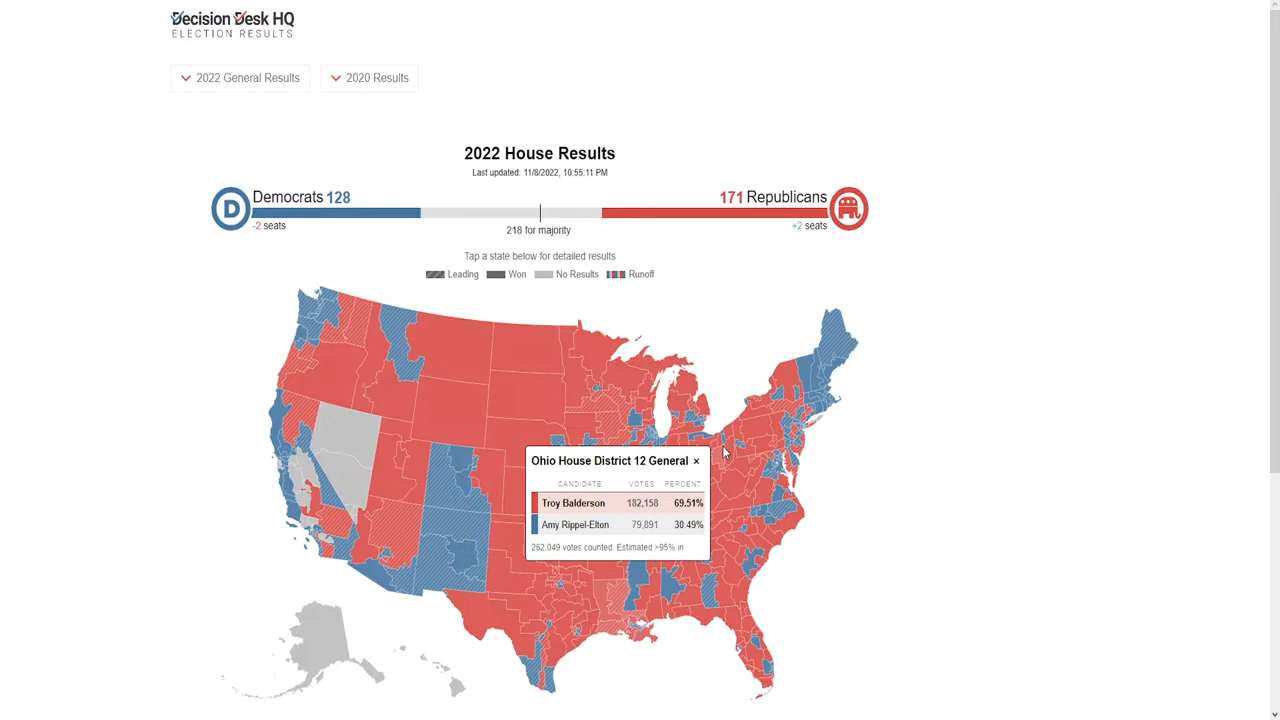 Decision Desk HQ
ELECTION RESULTS
2022 General Results
2020 Results
2022 House Results
Last updated: 11/8/2022, 10:55:11 PM
Democrats 128
171 Republicans
D
-2 seats
+2 seats
218 for majority
Tap a state below for detailed results
Leading Won No Results Runoff
Ohio House District 12 General ×
CANDIDATE VOTES PERCENT
Troy Balderson 182,158 69.51%
Amy Rippel-Elton 79,891 30.49%
262,049 votes counted. Estimated >95% in